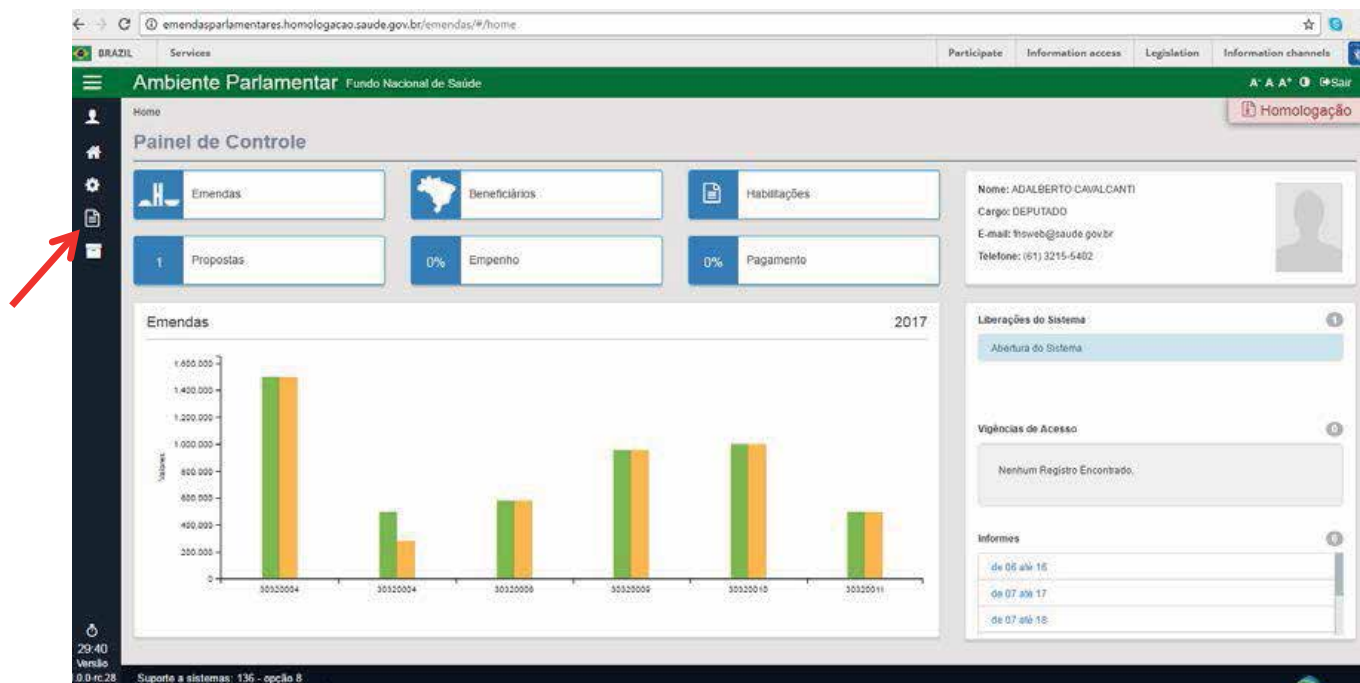 emendasparlamentares.homologacao.saude.gov.br/emendas/#/home
BRAZIL Services Participate Information access Legislation Information channels
Ambiente Parlamentar Fundo Nacional de Saúde A- A A+ Sair
Home Homologação
Painel de Controle
Emendas Beneficiários Habilitações
1 Propostas 0% Empenho 0% Pagamento
Nome: ADALBERTO CAVALCANTI
Cargo: DEPUTADO
E-mail: fnsweb@saude.gov.br
Telefone: (61) 3215-5402
Emendas 2017
Valores
1.600.000
1.400.000
1.200.000
1.000.000
800.000
600.000
400.000
200.000
0
30320004 30320004 30320009 30320010 30320011
Liberações do Sistema 1
Abertura do Sistema
Vigências de Acesso 0
Nenhum Registro Encontrado.
Informes
de 06 até 16
de 07 até 17
de 07 até 18
29:40
Versão
0.0-rc.28 Suporte a sistemas: 136 - opção 8